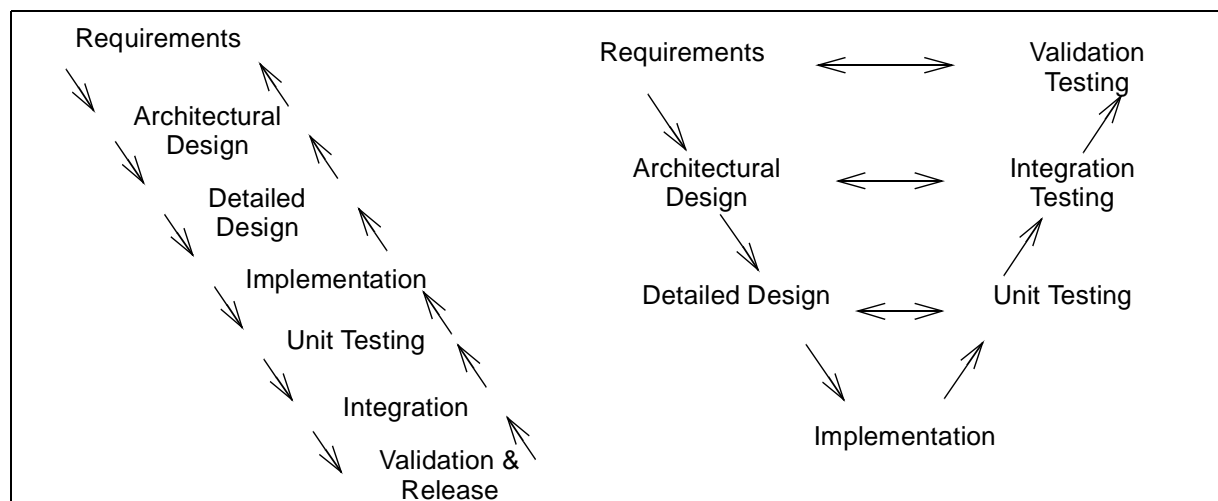 Requirements
Architectural
Design
Detailed
Design
Implementation
Unit Testing
Integration
Validation &
Release
Requirements
Validation
Testing
Architectural
Design
Integration
Testing
Detailed Design
Unit Testing
Implementation